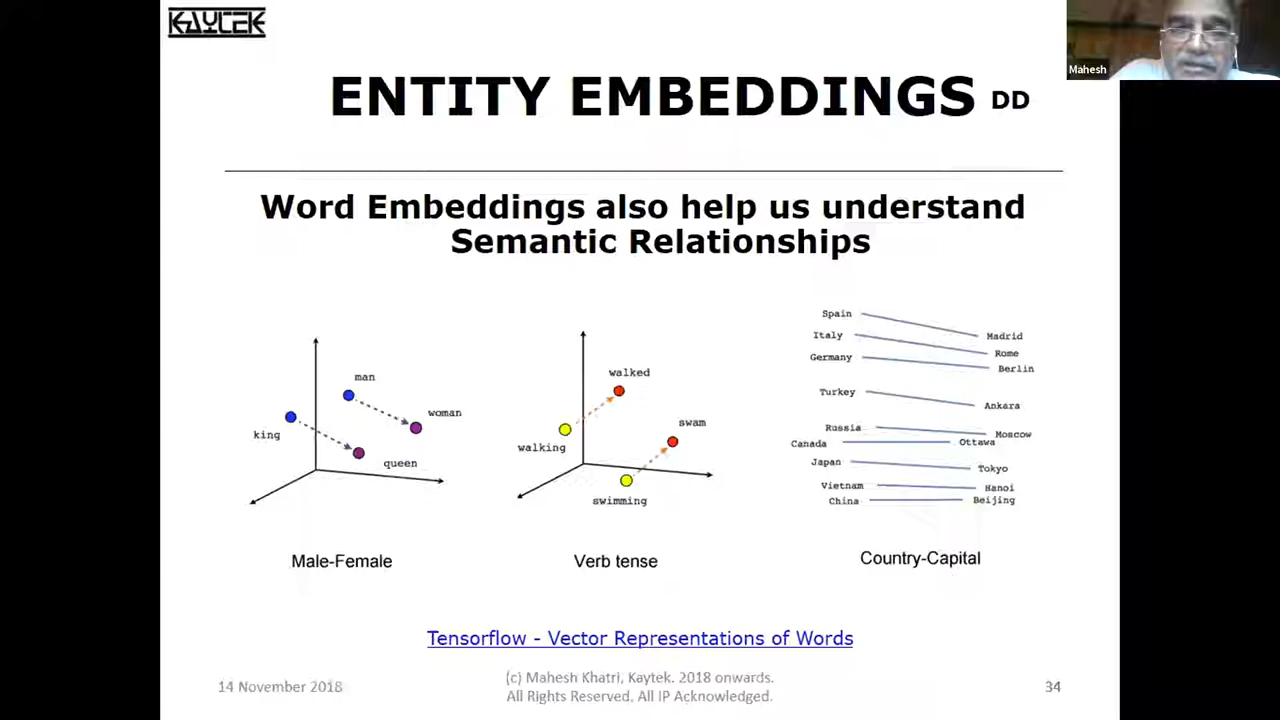 KAYTEK
Mahesh
ENTITY EMBEDDINGS DD
Word Embeddings also help us understand
Semantic Relationships
man
woman
king
queen
Male-Female
walked
swam
walking
swimming
Verb tense
Spain Madrid
Italy Rome
Germany Berlin
Turkey Ankara
Russia Moscow
Canada Ottawa
Japan Tokyo
Vietnam Hanoi
China Beijing
Country-Capital
Tensorflow - Vector Representations of Words
14 November 2018
(c) Mahesh Khatri, Kaytek. 2018 onwards.
All Rights Reserved, All IP Acknowledged.
34